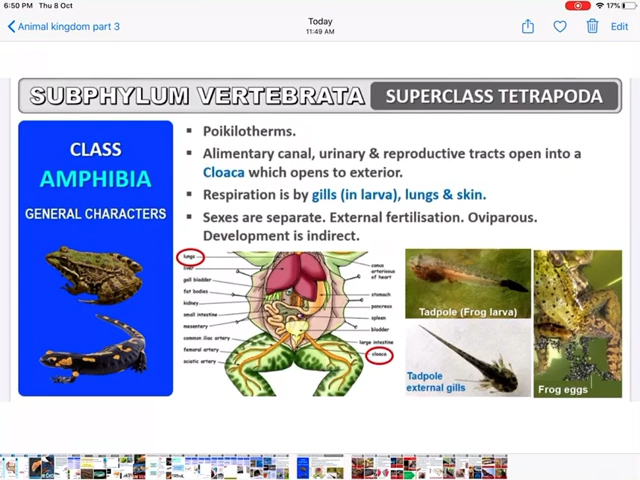 6:50 PM Thu 8 Oct
17%
Animal kingdom part 3
Today
11:49 AM
Edit
SUBPHYLUM VERTEBRATA
SUPERCLASS TETRAPODA
CLASS
AMPHIBIA
GENERAL CHARACTERS
▪ Poikilotherms.
▪ Alimentary canal, urinary & reproductive tracts open into a
Cloaca which opens to exterior.
▪ Respiration is by gills (in larva), lungs & skin.
▪ Sexes are separate. External fertilisation. Oviparous.
Development is indirect.
lungs
liver
gall bladder
fat bodies
kidney
small intestine
mesentery
common iliac artery
femoral artery
sciatic artery
conus
arteriosus
of heart
stomach
pancreas
spleen
bladder
large intestine
cloaca
Tadpole (Frog larva)
Tadpole
external gills
Frog eggs